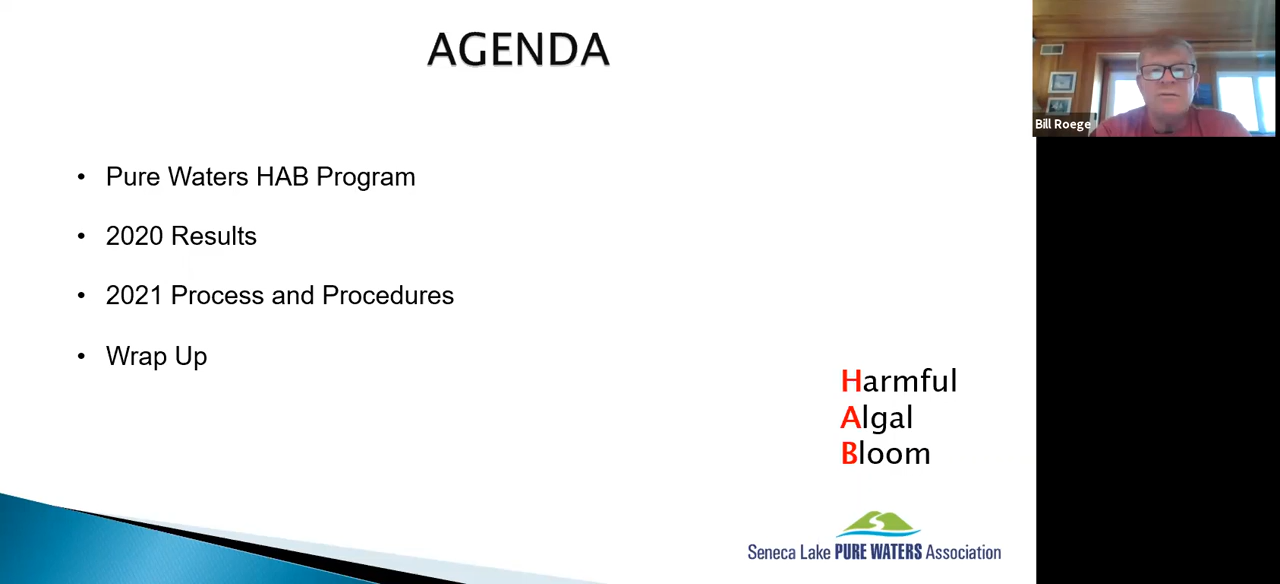 AGENDA
• Pure Waters HAB Program
• 2020 Results
• 2021 Process and Procedures
• Wrap Up
Harmful
Algal
Bloom
Seneca Lake PURE WATERS Association
Bill Roege